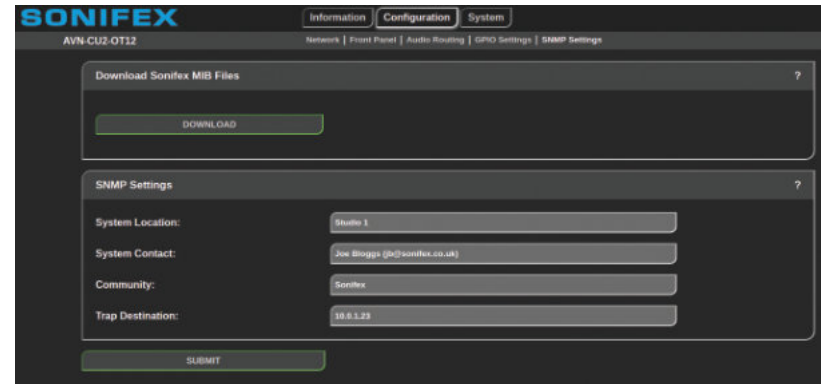 SONIFEX
Information Configuration System
AVN-CU2-OT12
Network | Front Panel | Audio Routing | GPIO Settings | SNMP Settings
Download Sonifex MIB Files ?
DOWNLOAD
SNMP Settings ?
System Location: Studio 1
System Contact: Joe Bloggs (jb@sonifex.co.uk)
Community: Sonifex
Trap Destination: 10.0.1.23
SUBMIT